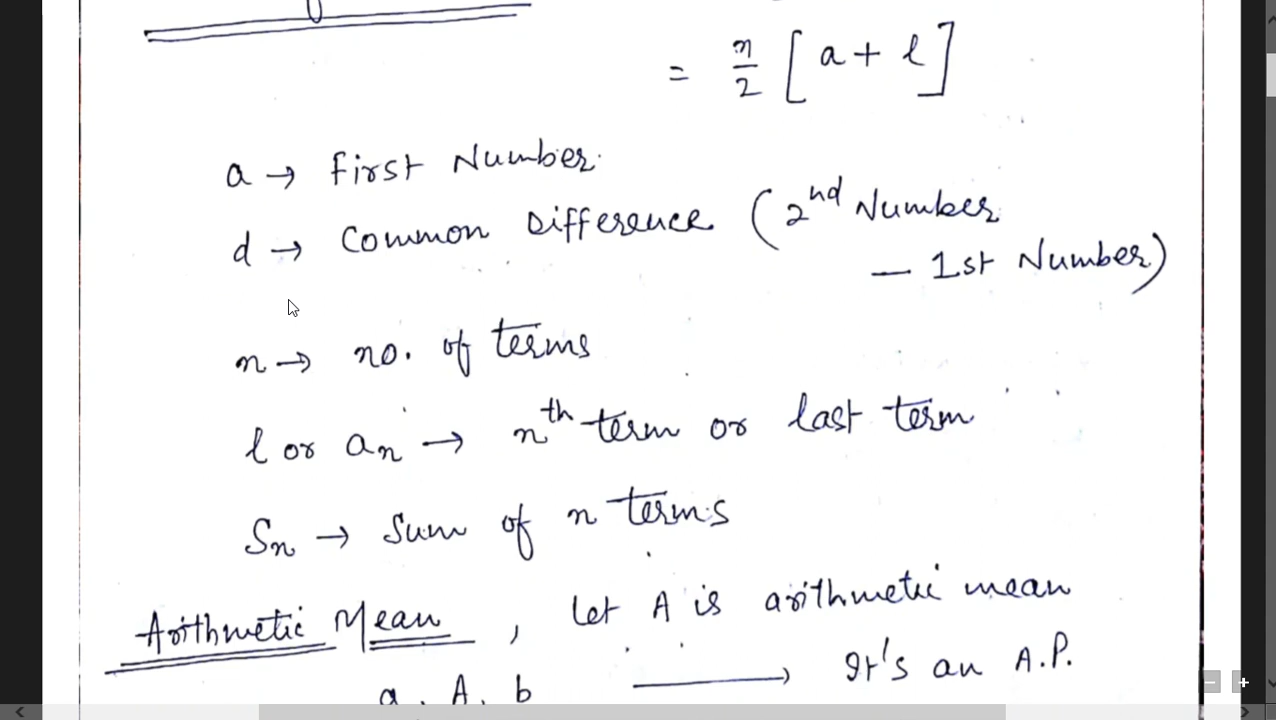 = n/2 [a + l]
a → First Number.
d → Common Difference (2nd Number
— 1st Number)
n → no. of terms
l or an → nth term or last term
Sn → Sum of n terms
Arithmetic Mean, let A is arithmetic mean
a, A, b ⟶ It's an A.P.